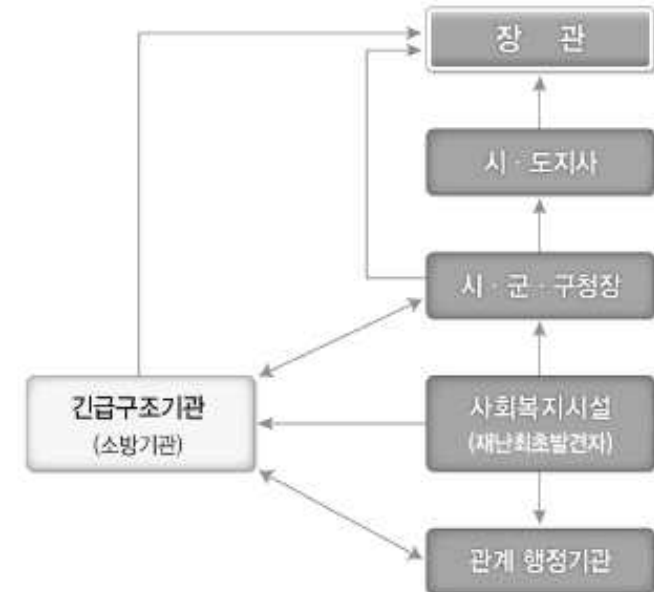 장 관
시 · 도지사
시 · 군 · 구청장
긴급구조기관
(소방기관)
사회복지시설
(재난최초발견자)
관계 행정기관